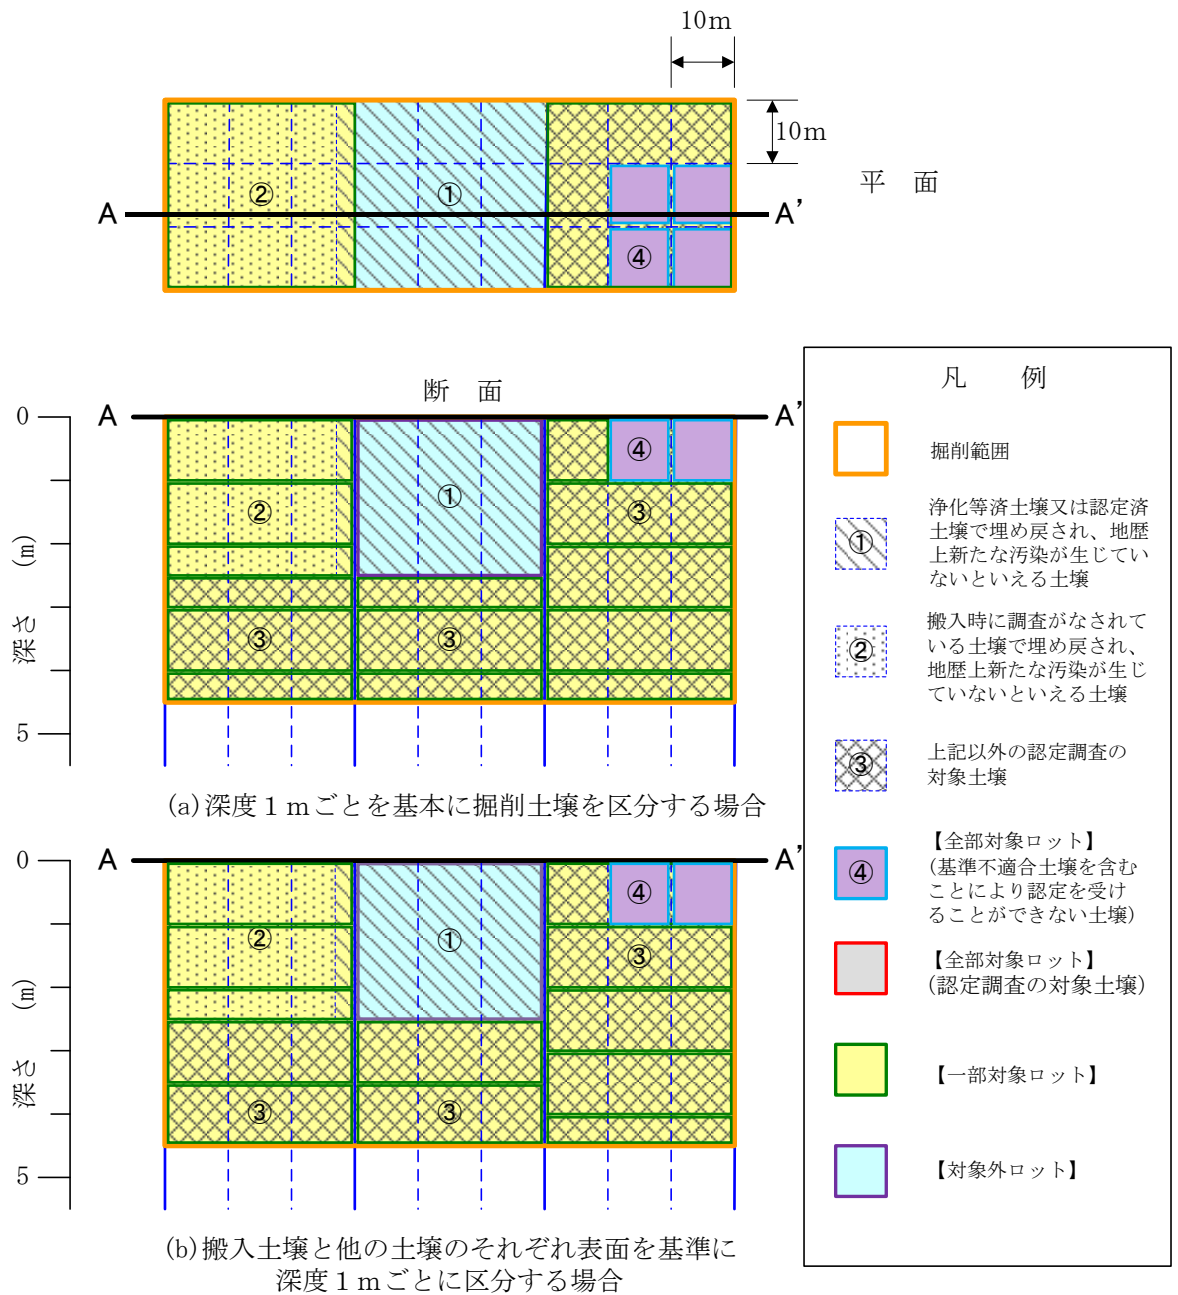 10m
10m
平 面
②
①
④
A
A'
断 面
0
5
深さ (m)
A
A'
④
①
②
③
③
③
(a)深度１ｍごとを基本に掘削土壌を区分する場合
0
5
深さ (m)
A
A'
④
②
①
③
③
③
(b)搬入土壌と他の土壌のそれぞれ表面を基準に
深度１ｍごとに区分する場合
凡 例
掘削範囲
①
浄化等済土壌又は認定済
土壌で埋め戻され、地歴
上新たな汚染が生じてい
ないといえる土壌
②
搬入時に調査がなされて
いる土壌で埋め戻され、
地歴上新たな汚染が生じ
ていないといえる土壌
③
上記以外の認定調査の
対象土壌
④
【全部対象ロット】
(基準不適合土壌を含む
ことにより認定を受け
ることができない土壌)
【全部対象ロット】
(認定調査の対象土壌)
【一部対象ロット】
【対象外ロット】